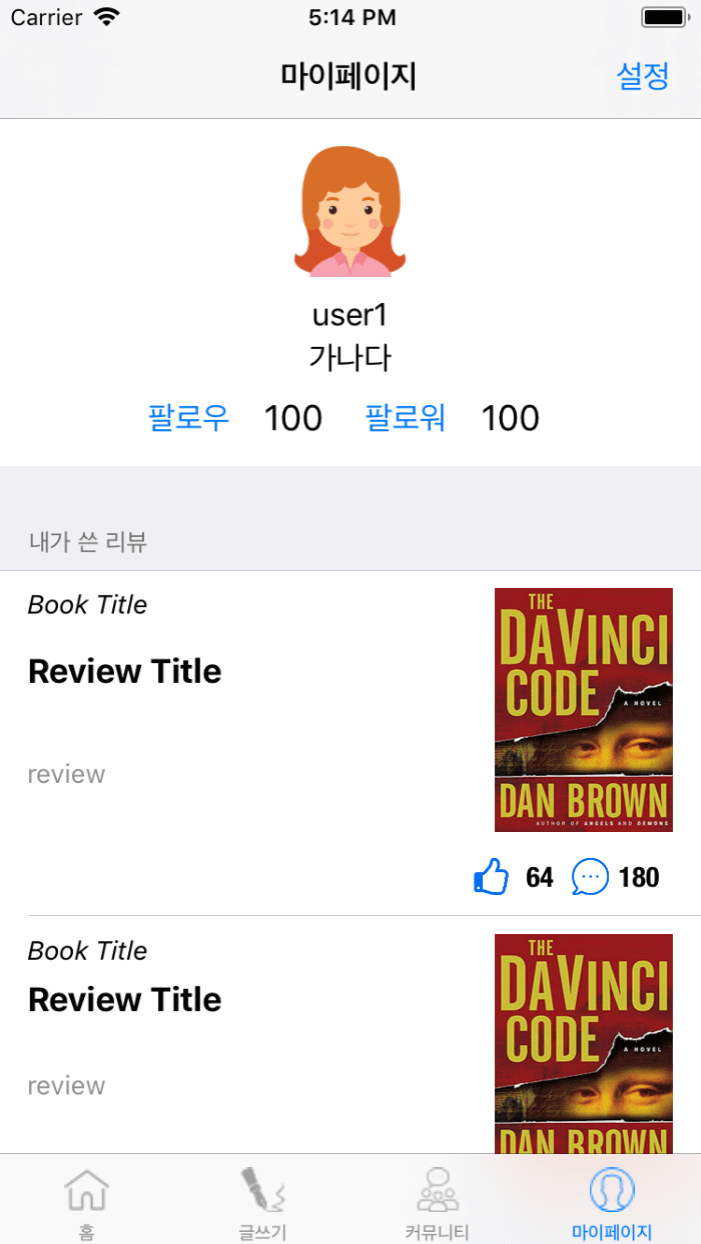 Carrier 5:14 PM
마이페이지 설정
user1
가나다
팔로우 100 팔로워 100
내가 쓴 리뷰
Book Title
Review Title
review
THE
DAVINCI
CODE
A NOVEL
DAN BROWN
AUTHOR OF ANGELS AND DEMONS
64 180
Book Title
Review Title
review
THE
DAVINCI
CODE
A NOVEL
DAN BROWN
홈 글쓰기 커뮤니티 마이페이지